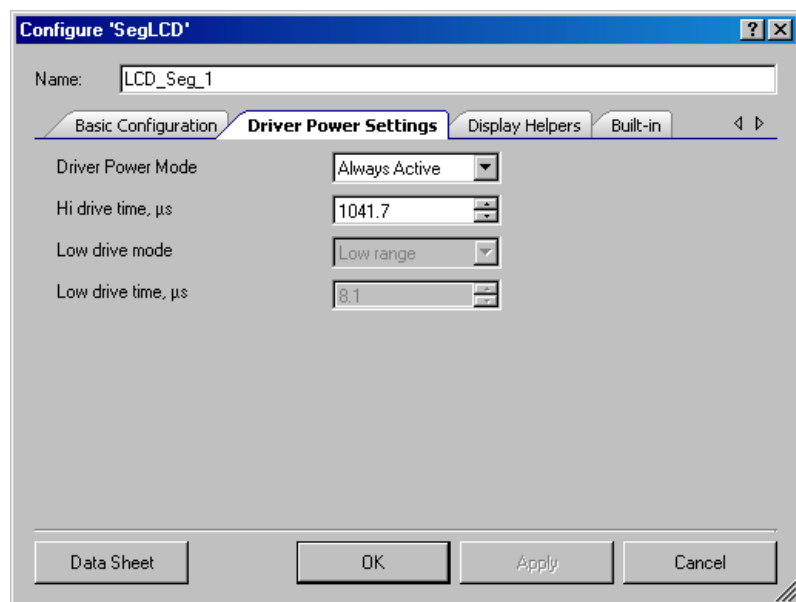 Configure 'SegLCD'
Name: LCD_Seg_1
Basic Configuration Driver Power Settings Display Helpers Built-in
Driver Power Mode Always Active
Hi drive time, µs 1041.7
Low drive mode Low range
Low drive time, µs 8.1
Data Sheet OK Apply Cancel